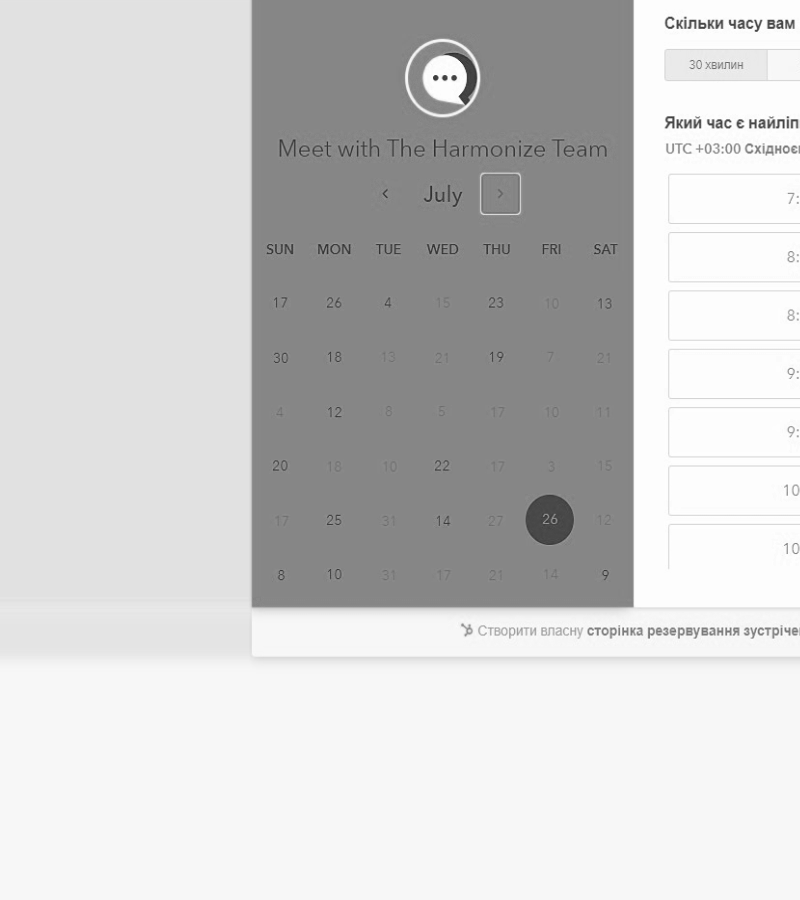 Meet with The Harmonize Team
July
SUN MON TUE WED THU FRI SAT
17 26 4 15 23 10 13
30 18 13 21 19 7 21
4 12 8 5 17 10 11
20 18 10 22 17 3 15
17 25 31 14 27 26 12
8 10 31 17 21 14 9
Скільки часу вам
30 хвилин
Який час є найліп
UTC +03:00 Східноє
7:
8:
8:
9:
9:
10
10
Створити власну сторінка резервування зустріче